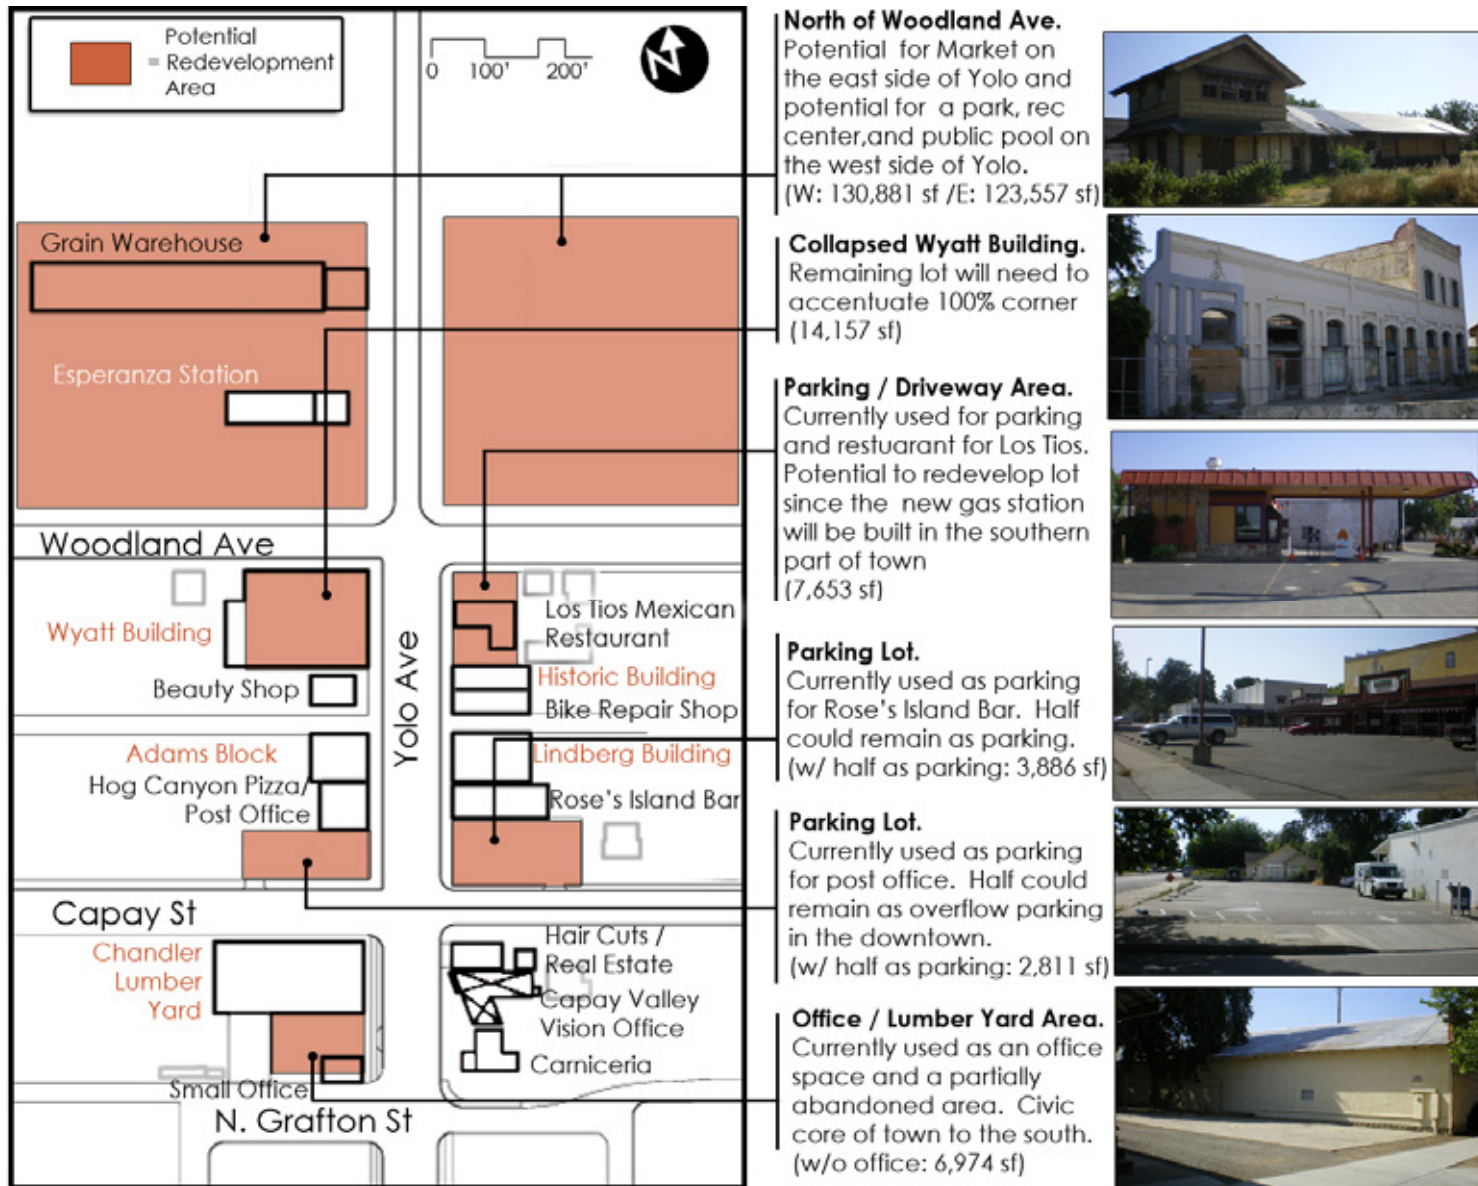 Potential
= Redevelopment
Area
0 100' 200'
N
Grain Warehouse
Esperanza Station
Woodland Ave
Wyatt Building
Beauty Shop
Yolo Ave
Los Tios Mexican
Restaurant
Historic Building
Bike Repair Shop
Adams Block
Hog Canyon Pizza/
Post Office
Lindberg Building
Rose's Island Bar
Capay St
Chandler
Lumber
Yard
Small Office
Hair Cuts /
Real Estate
Capay Valley
Vision Office
Carniceria
N. Grafton St
North of Woodland Ave.
Potential for Market on
the east side of Yolo and
potential for a park, rec
center,and public pool on
the west side of Yolo.
(W: 130,881 sf /E: 123,557 sf)
Collapsed Wyatt Building.
Remaining lot will need to
accentuate 100% corner
(14,157 sf)
Parking / Driveway Area.
Currently used for parking
and restuarant for Los Tios.
Potential to redevelop lot
since the new gas station
will be built in the southern
part of town
(7,653 sf)
Parking Lot.
Currently used as parking
for Rose's Island Bar. Half
could remain as parking.
(w/ half as parking: 3,886 sf)
Parking Lot.
Currently used as parking
for post office. Half could
remain as overflow parking
in the downtown.
(w/ half as parking: 2,811 sf)
Office / Lumber Yard Area.
Currently used as an office
space and a partially
abandoned area. Civic
core of town to the south.
(w/o office: 6,974 sf)